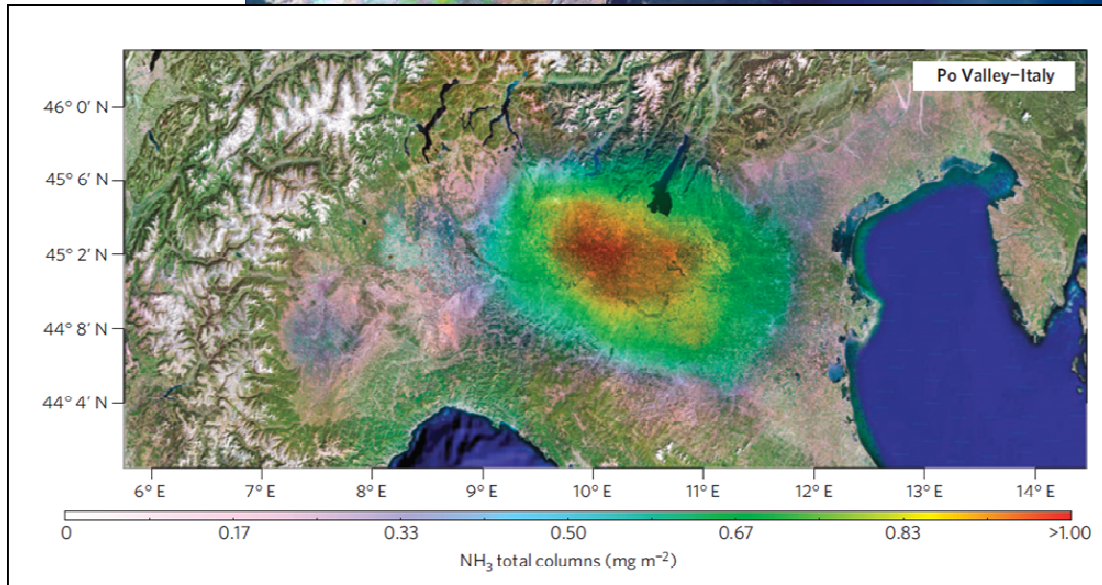 Po Valley–Italy
46° 0′ N
45° 6′ N
45° 2′ N
44° 8′ N
44° 4′ N
6° E 7° E 8° E 9° E 10° E 11° E 12° E 13° E 14° E
0 0.17 0.33 0.50 0.67 0.83 >1.00
NH₃ total columns (mg m⁻²)